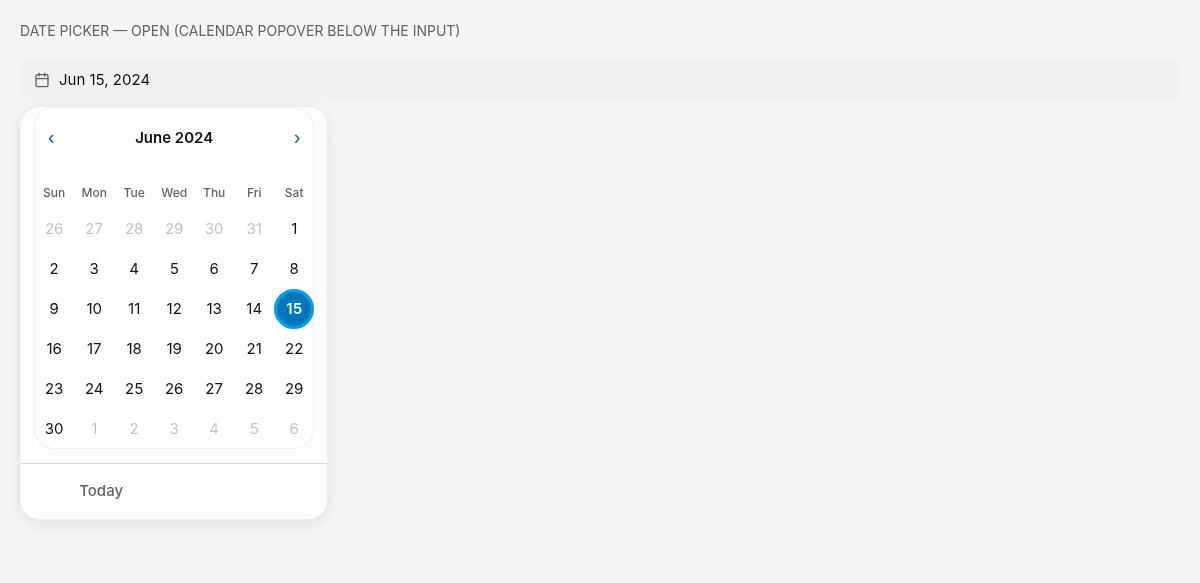 DATE PICKER — OPEN (CALENDAR POPOVER BELOW THE INPUT)
Jun 15, 2024
‹ June 2024 ›
Sun Mon Tue Wed Thu Fri Sat
26 27 28 29 30 31 1
2 3 4 5 6 7 8
9 10 11 12 13 14 15
16 17 18 19 20 21 22
23 24 25 26 27 28 29
30 1 2 3 4 5 6
Today